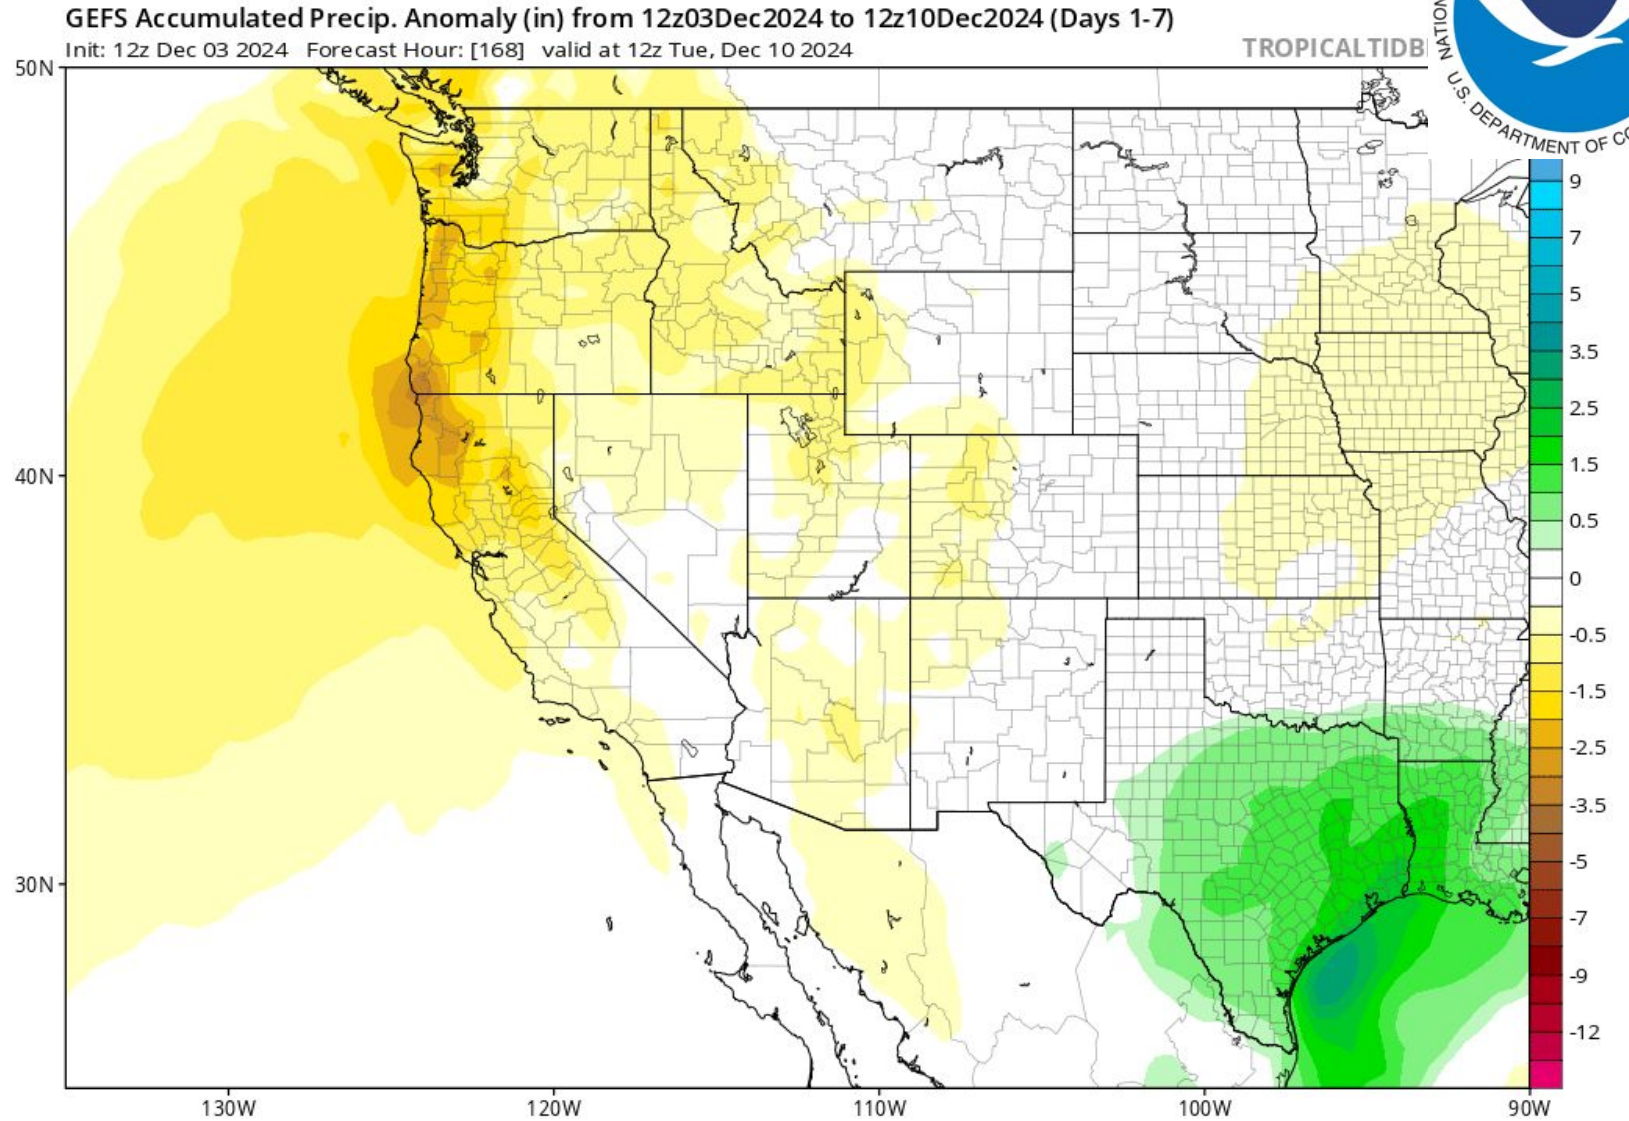 GEFS Accumulated Precip. Anomaly (in) from 12z03Dec2024 to 12z10Dec2024 (Days 1-7)
Init: 12z Dec 03 2024 Forecast Hour: [168] valid at 12z Tue, Dec 10 2024
TROPICALTIDB
NATION
U.S. DEPARTMENT OF CO
50N
40N
30N
130W
120W
110W
100W
90W
9
7
5
3.5
2.5
1.5
0.5
0
-0.5
-1.5
-2.5
-3.5
-5
-7
-9
-12